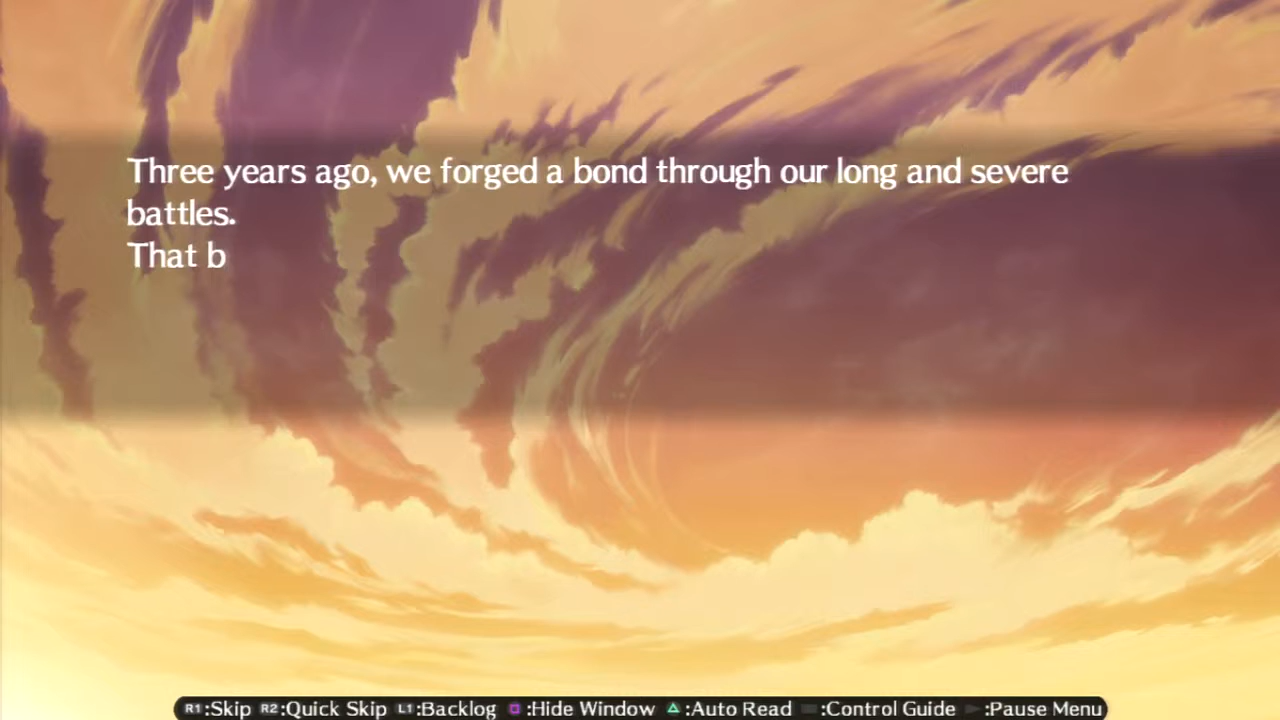 Three years ago, we forged a bond through our long and severe
battles.
That b
R1:Skip R2:Quick Skip L1:Backlog :Hide Window :Auto Read :Control Guide :Pause Menu